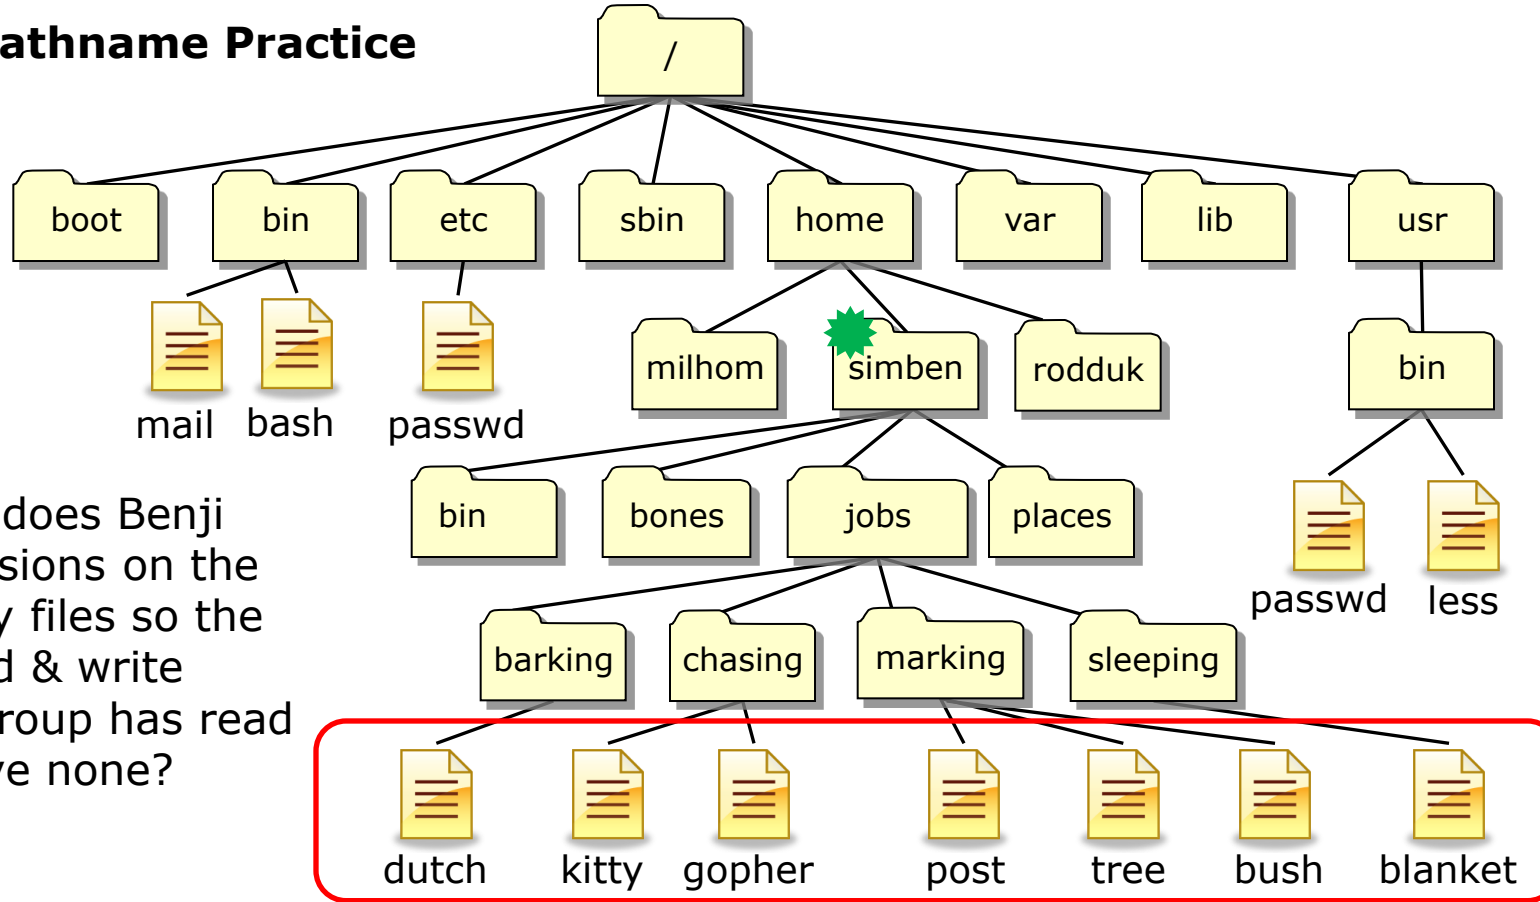 athname Practice
/
boot bin etc sbin home var lib usr
mail bash passwd
milhom simben rodduk bin
passwd less
bin bones jobs places
does Benji
sions on the
y files so the
d & write
roup has read
ve none?
barking chasing marking sleeping
dutch kitty gopher post tree bush blanket